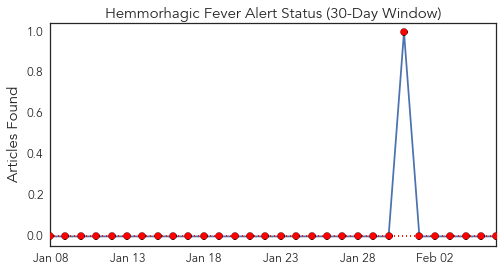 Hemmorhagic Fever Alert Status (30-Day Window)
Articles Found
1.0
0.8
0.6
0.4
0.2
0.0
Jan 08 Jan 13 Jan 18 Jan 23 Jan 28 Feb 02